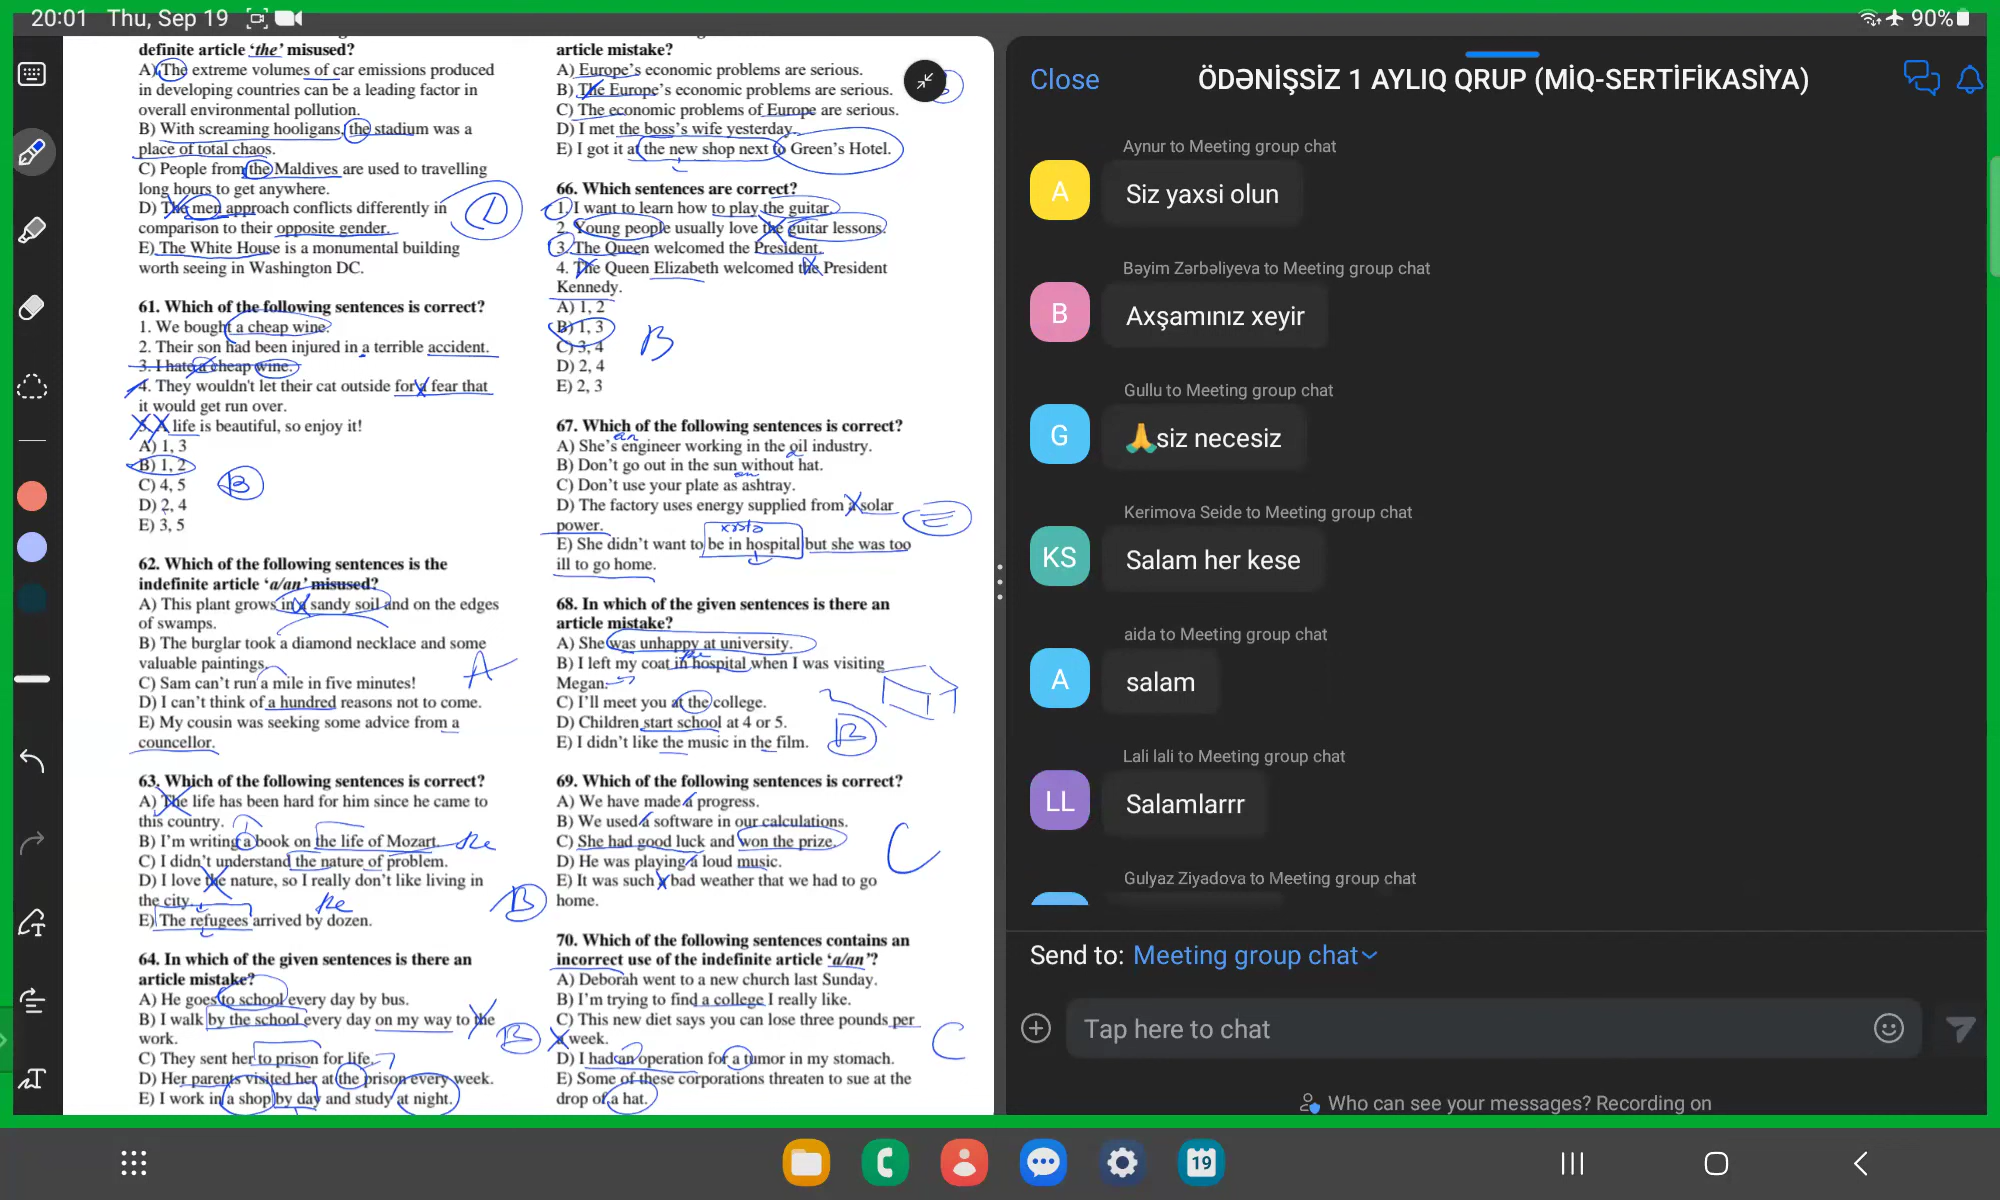 20:01 Thu, Sep 19
90%
definite article ‘the’ misused?
A) The extreme volumes of car emissions produced
in developing countries can be a leading factor in
overall environmental pollution.
B) With screaming hooligans, the stadium was a
place of total chaos.
C) People from the Maldives are used to travelling
long hours to get anywhere.
D) The men approach conflicts differently in
comparison to their opposite gender.
D
E) The White House is a monumental building
worth seeing in Washington DC.
61. Which of the following sentences is correct?
1. We bought a cheap wine.
2. Their son had been injured in a terrible accident.
3. I hate a cheap wine.
4. They wouldn't let their cat outside for a fear that
it would get run over.
5. A life is beautiful, so enjoy it!
A) 1, 3
B) 1, 2
C) 4, 5
B
D) 2, 4
E) 3, 5
62. Which of the following sentences is the
indefinite article ‘a/an’ misused?
A) This plant grows in a sandy soil and on the edges
of swamps.
B) The burglar took a diamond necklace and some
valuable paintings.
A
C) Sam can’t run a mile in five minutes!
D) I can’t think of a hundred reasons not to come.
E) My cousin was seeking some advice from a
councellor.
63. Which of the following sentences is correct?
A) The life has been hard for him since he came to
this country.
B) I’m writing a book on the life of Mozart.
the
C) I didn’t understand the nature of problem.
D) I love the nature, so I really don’t like living in
the city.
the
B
E) The refugees arrived by dozen.
64. In which of the given sentences is there an
article mistake?
A) He goes to school every day by bus.
B) I walk by the school every day on my way to the
work.
B
C) They sent her to prison for life.
D) Her parents visited her at the prison every week.
E) I work in a shop by day and study at night.
article mistake?
A) Europe’s economic problems are serious.
B) The Europe’s economic problems are serious.
C) The economic problems of Europe are serious.
D) I met the boss’s wife yesterday.
E) I got it at the new shop next to Green’s Hotel.
66. Which sentences are correct?
1. I want to learn how to play the guitar.
2. Young people usually love the guitar lessons.
3. The Queen welcomed the President.
4. The Queen Elizabeth welcomed the President
Kennedy.
A) 1, 2
B) 1, 3
B
C) 3, 4
D) 2, 4
E) 2, 3
67. Which of the following sentences is correct?
an
A) She’s engineer working in the oil industry.
a
B) Don’t go out in the sun without hat.
an
C) Don’t use your plate as ashtray.
D) The factory uses energy supplied from a solar
power.
xəstə
E
E) She didn’t want to be in hospital but she was too
ill to go home.
68. In which of the given sentences is there an
article mistake?
A) She was unhappy at university.
the
B) I left my coat in hospital when I was visiting
Megan.
C) I’ll meet you at the college.
D) Children start school at 4 or 5.
B
E) I didn’t like the music in the film.
69. Which of the following sentences is correct?
A) We have made a progress.
B) We used a software in our calculations.
C) She had good luck and won the prize.
C
D) He was playing a loud music.
E) It was such a bad weather that we had to go
home.
70. Which of the following sentences contains an
incorrect use of the indefinite article ‘a/an’?
A) Deborah went to a new church last Sunday.
B) I’m trying to find a college I really like.
C) This new diet says you can lose three pounds per
a week.
C
D) I had an operation for a tumor in my stomach.
E) Some of these corporations threaten to sue at the
drop of a hat.
Close
ÖDƏNİŞSİZ 1 AYLIQ QRUP (MİQ-SERTİFİKASİYA)
Aynur to Meeting group chat
A
Siz yaxsi olun
Bəyim Zərbəliyeva to Meeting group chat
B
Axşamınız xeyir
Gullu to Meeting group chat
G
🙏siz necesiz
Kerimova Seide to Meeting group chat
KS
Salam her kese
aida to Meeting group chat
A
salam
Lali lali to Meeting group chat
LL
Salamlarrr
Gulyaz Ziyadova to Meeting group chat
Send to: Meeting group chat
Tap here to chat
Who can see your messages? Recording on
19